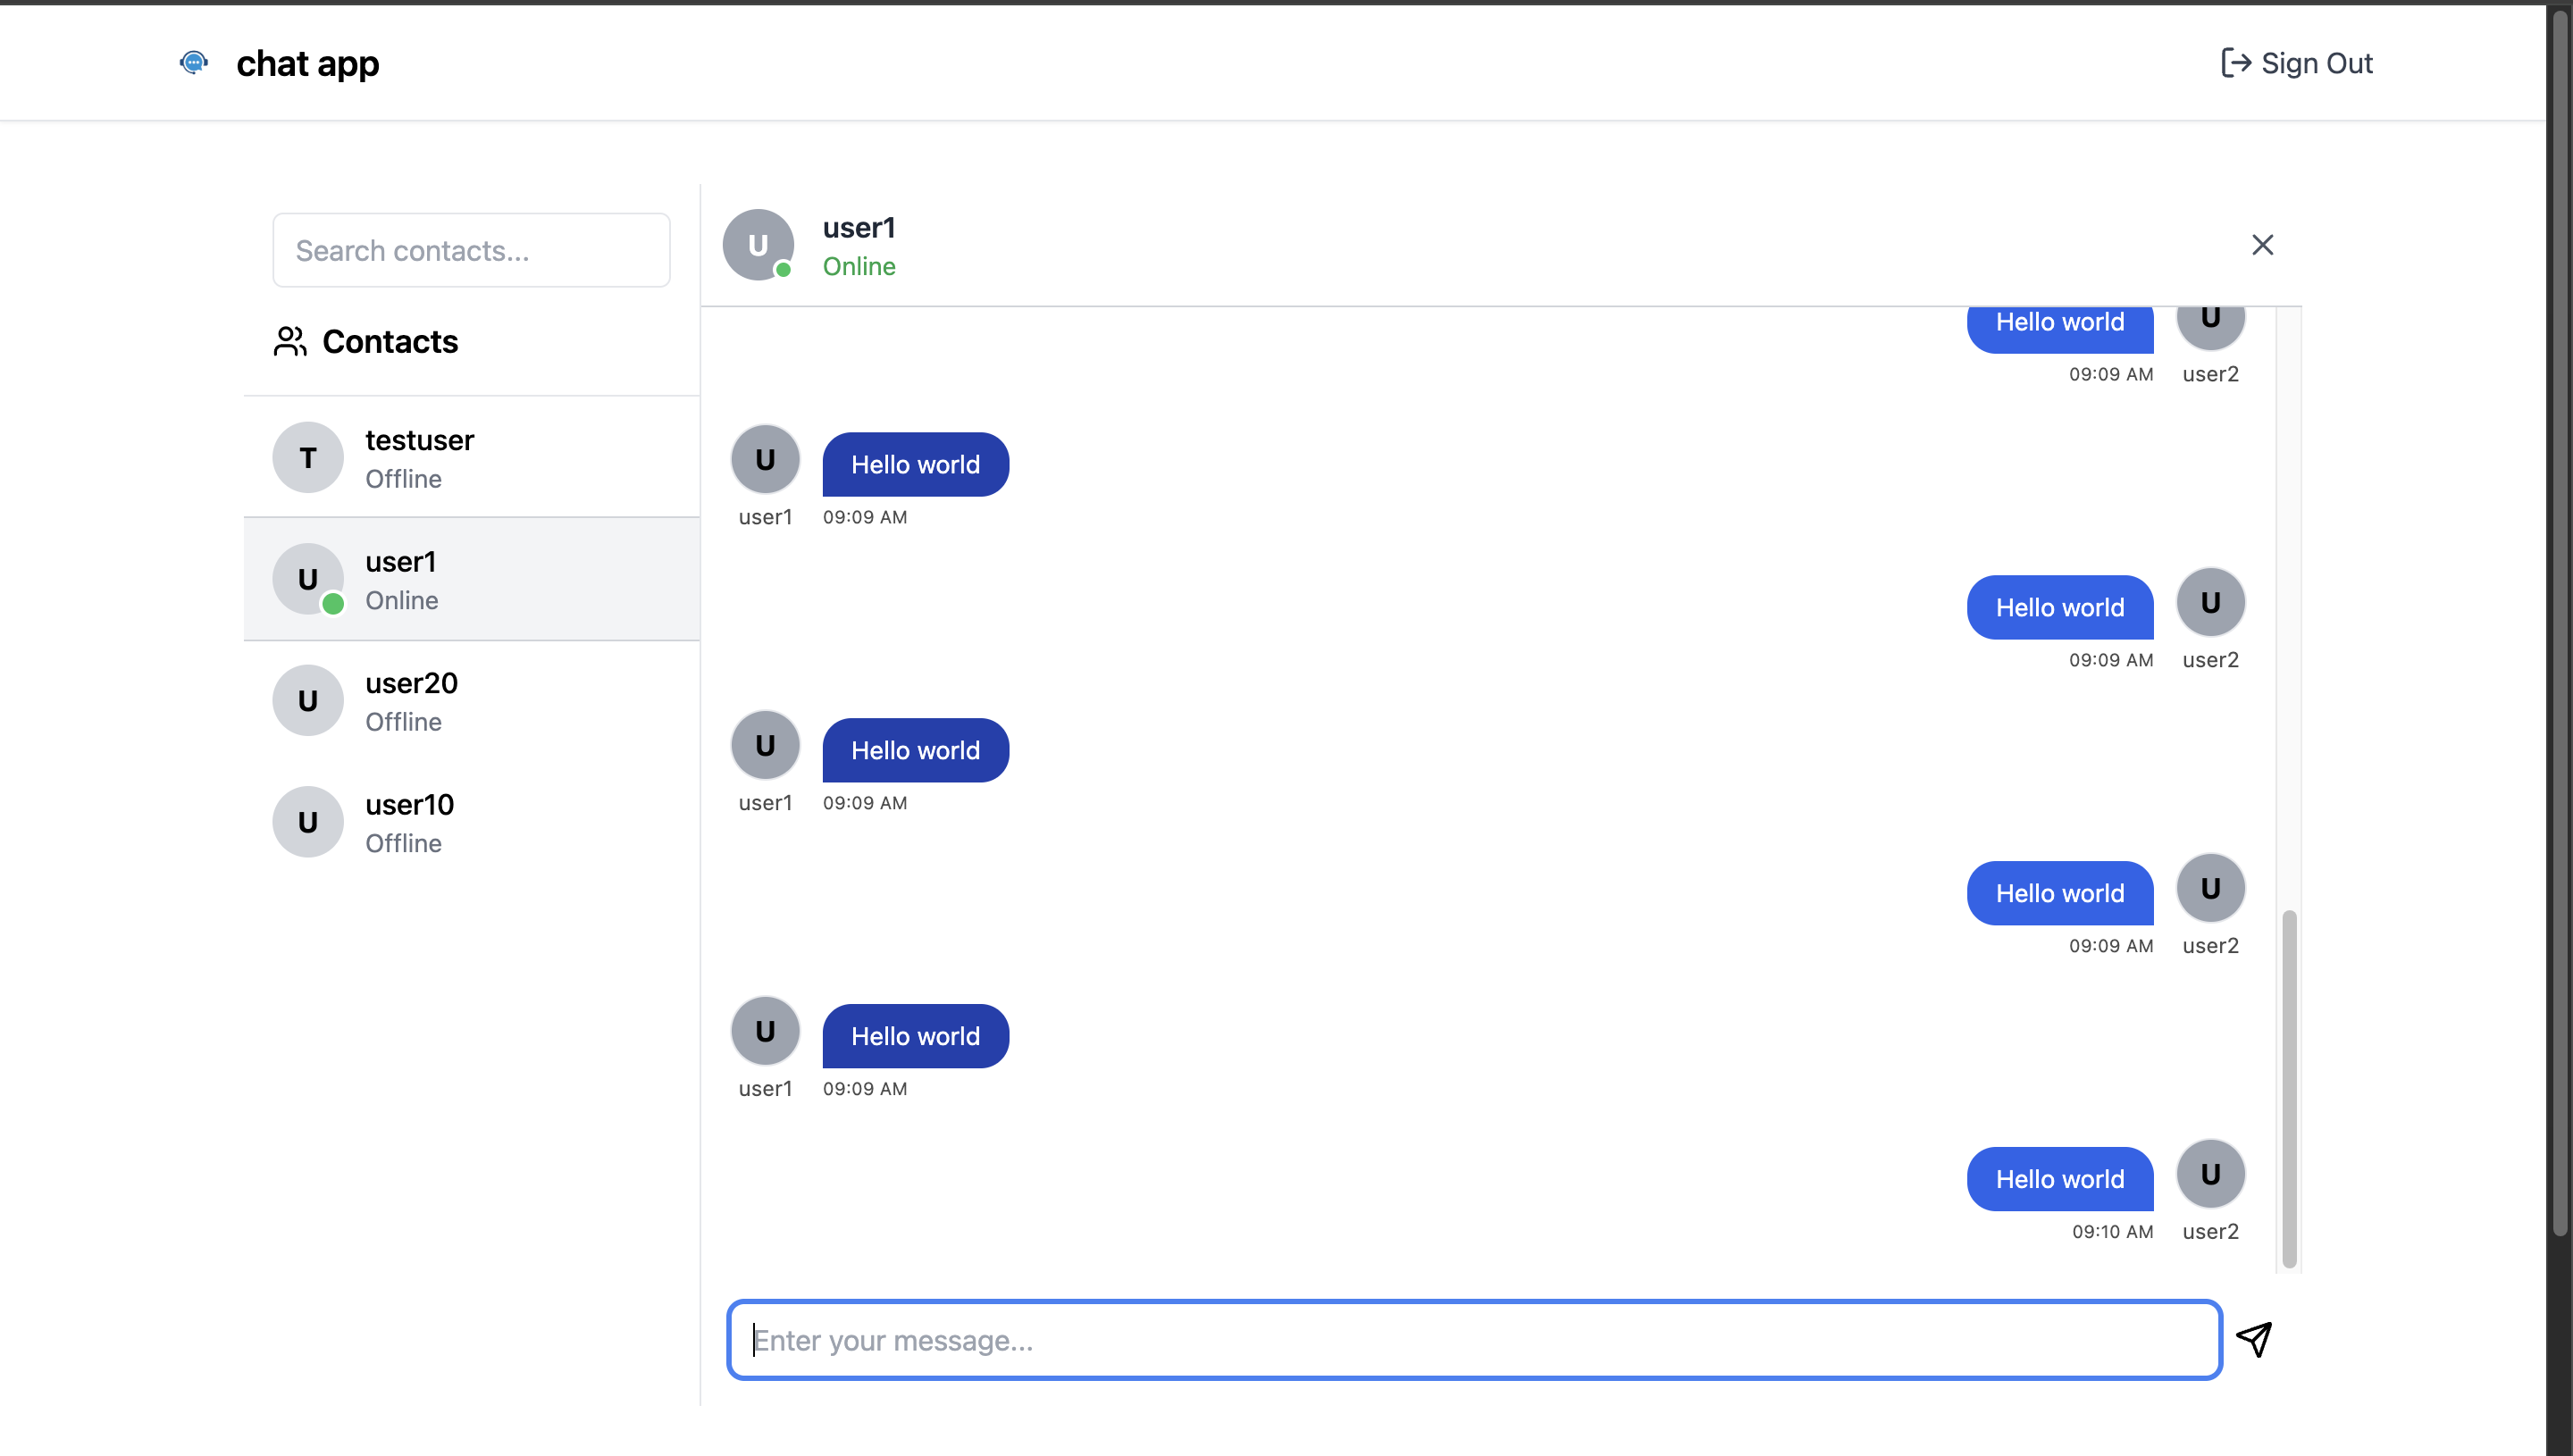 chat app
Sign Out
Search contacts...
Contacts
T
testuser
Offline
U
user1
Online
U
user20
Offline
U
user10
Offline
U
user1
Online
Hello world
U
09:09 AM
user2
U
Hello world
user1
09:09 AM
Hello world
U
09:09 AM
user2
U
Hello world
user1
09:09 AM
Hello world
U
09:09 AM
user2
U
Hello world
user1
09:09 AM
Hello world
U
09:10 AM
user2
Enter your message...